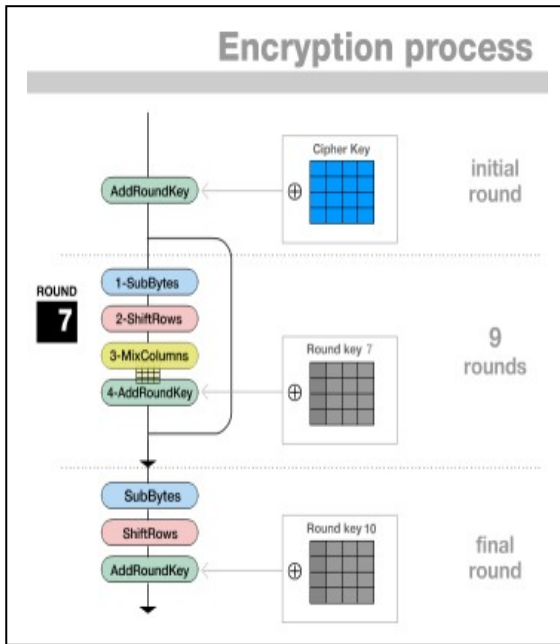 Encryption process
Cipher Key
AddRoundKey
⊕
initial
round
ROUND
7
1-SubBytes
2-ShiftRows
3-MixColumns
4-AddRoundKey
Round key 7
⊕
9
rounds
SubBytes
ShiftRows
AddRoundKey
Round key 10
⊕
final
round